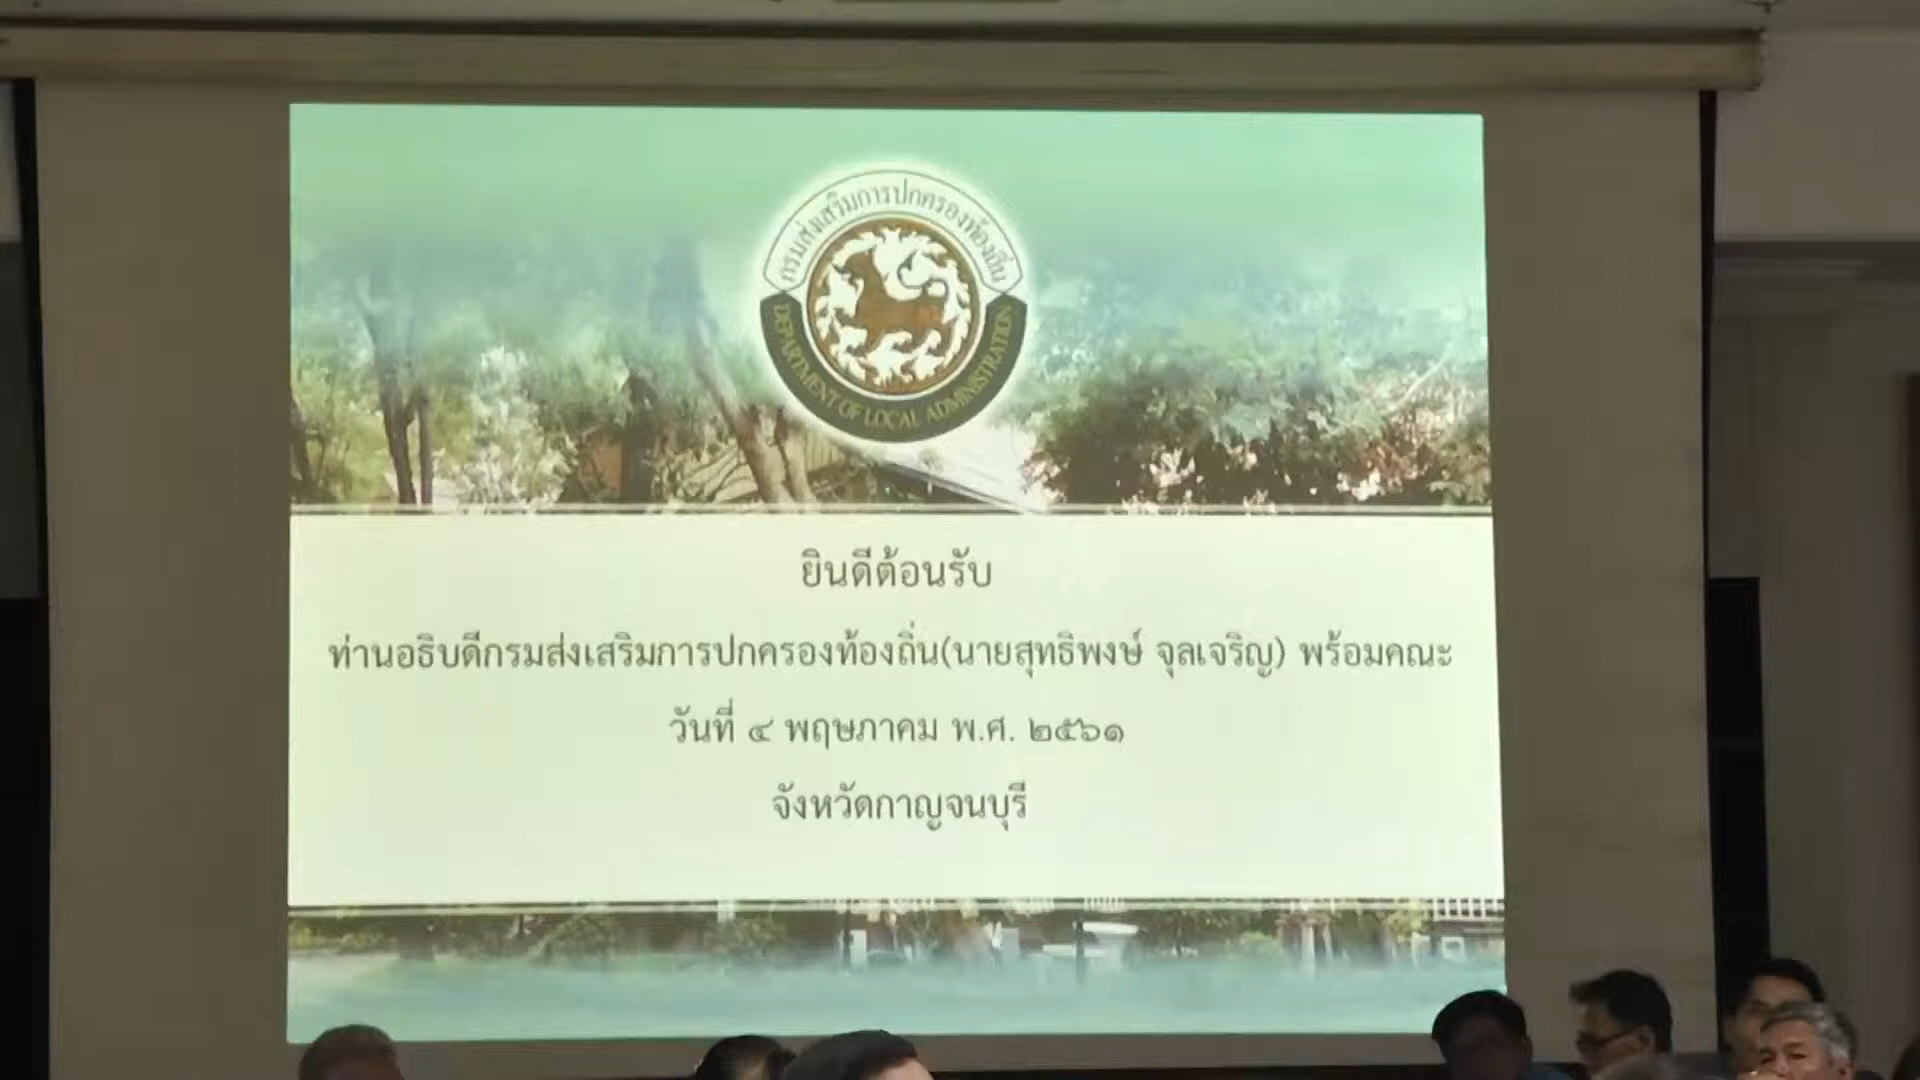 กรมส่งเสริมการปกครองท้องถิ่น
DEPARTMENT OF LOCAL ADMINISTRATION
ยินดีต้อนรับ
ท่านอธิบดีกรมส่งเสริมการปกครองท้องถิ่น(นายสุทธิพงษ์ จุลเจริญ) พร้อมคณะ
วันที่ ๔ พฤษภาคม พ.ศ. ๒๕๖๑
จังหวัดกาญจนบุรี